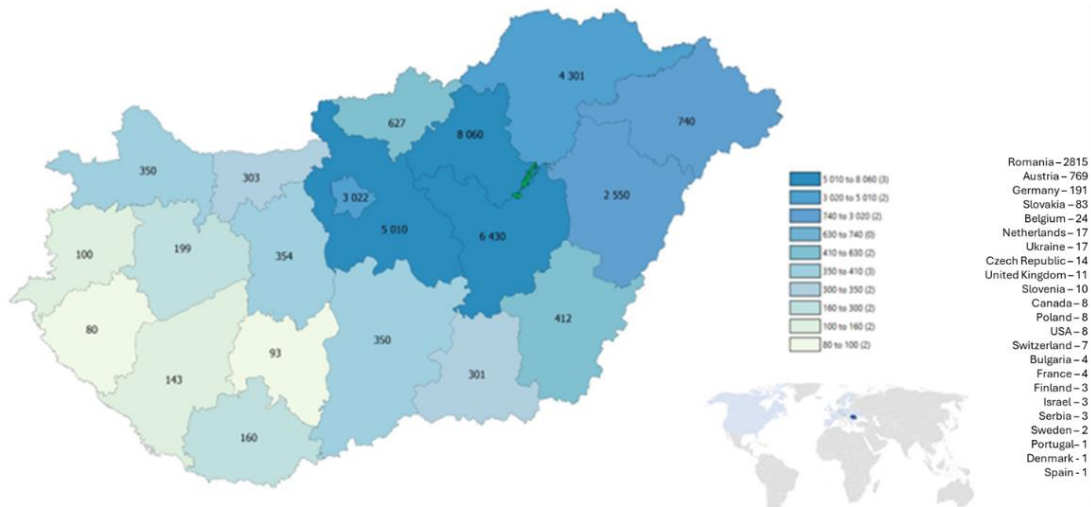 4 301
627
8 060
740
350
303
3 022
2 550
5 010
6 430
100
199
354
412
80
93
350
301
143
160
5 010 to 8 060 (3)
3 020 to 5 010 (2)
740 to 3 020 (2)
630 to 740 (0)
410 to 630 (2)
350 to 410 (3)
300 to 350 (2)
160 to 300 (2)
100 to 160 (2)
80 to 100 (2)
Romania – 2815
Austria – 769
Germany – 191
Slovakia – 83
Belgium – 24
Netherlands – 17
Ukraine – 17
Czech Republic – 14
United Kingdom – 11
Slovenia – 10
Canada – 8
Poland – 8
USA – 8
Switzerland – 7
Bulgaria – 4
France – 4
Finland – 3
Israel – 3
Serbia – 3
Sweden – 2
Portugal– 1
Denmark - 1
Spain - 1